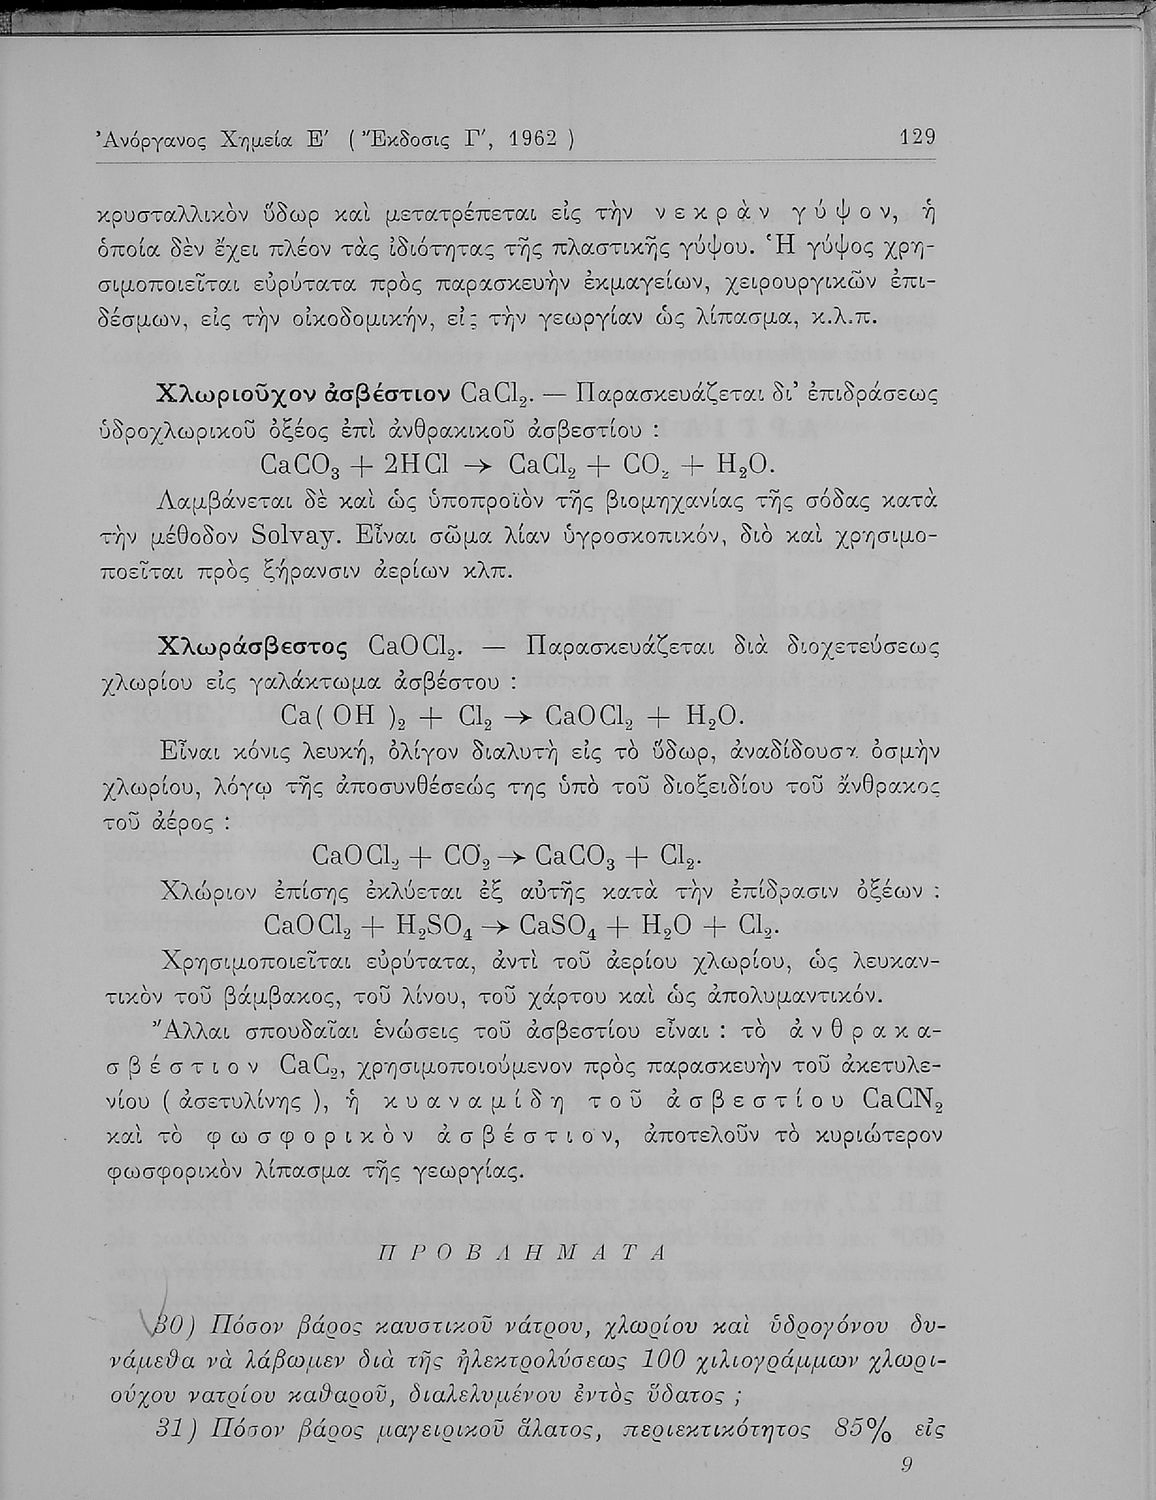 Ἀνόργανος Χημεία Ε′ ( Ἔκδοσις Γ′, 1962 ) 129
κρυσταλλικὸν ὕδωρ καὶ μετατρέπεται εἰς τὴν ν ε κ ρ ὰ ν γ ύ ψ ο ν, ἡ
ὁποία δὲν ἔχει πλέον τὰς ἰδιότητας τῆς πλαστικῆς γύψου. Ἡ γύψος χρη-
σιμοποιεῖται εὐρύτατα πρὸς παρασκευὴν ἐκμαγείων, χειρουργικῶν ἐπι-
δέσμων, εἰς τὴν οἰκοδομικήν, εἰς τὴν γεωργίαν ὡς λίπασμα, κ.λ.π.
Χλωριοῦχον ἀσβέστιον CaCl₂. — Παρασκευάζεται δι’ ἐπιδράσεως
ὑδροχλωρικοῦ ὀξέος ἐπὶ ἀνθρακικοῦ ἀσβεστίου :
CaCO₃ + 2HCl → CaCl₂ + CO₂ + H₂O.
Λαμβάνεται δὲ καὶ ὡς ὑποπροϊὸν τῆς βιομηχανίας τῆς σόδας κατὰ
τὴν μέθοδον Solvay. Εἶναι σῶμα λίαν ὑγροσκοπικόν, διὸ καὶ χρησιμο-
ποεῖται πρὸς ξήρανσιν ἀερίων κλπ.
Χλωράσβεστος CaOCl₂. — Παρασκευάζεται διὰ διοχετεύσεως
χλωρίου εἰς γαλάκτωμα ἀσβέστου :
Ca( OH )₂ + Cl₂ → CaOCl₂ + H₂O.
Εἶναι κόνις λευκή, ὀλίγον διαλυτὴ εἰς τὸ ὕδωρ, ἀναδίδουσα ὀσμὴν
χλωρίου, λόγῳ τῆς ἀποσυνθέσεώς της ὑπὸ τοῦ διοξειδίου τοῦ ἄνθρακος
τοῦ ἀέρος :
CaOCl₂ + CO₂ → CaCO₃ + Cl₂.
Χλώριον ἐπίσης ἐκλύεται ἐξ αὐτῆς κατὰ τὴν ἐπίδρασιν ὀξέων :
CaOCl₂ + H₂SO₄ → CaSO₄ + H₂O + Cl₂.
Χρησιμοποιεῖται εὐρύτατα, ἀντὶ τοῦ ἀερίου χλωρίου, ὡς λευκαν-
τικὸν τοῦ βάμβακος, τοῦ λίνου, τοῦ χάρτου καὶ ὡς ἀπολυμαντικόν.
Ἄλλαι σπουδαῖαι ἑνώσεις τοῦ ἀσβεστίου εἶναι : τὸ ἀ ν θ ρ α κ α-
σ β έ σ τ ι ο ν CaC₂, χρησιμοποιούμενον πρὸς παρασκευὴν τοῦ ἀκετυλε-
νίου ( ἀσετυλίνης ), ἡ κ υ α ν α μ ί δ η τ ο ῦ ἀ σ β ε σ τ ί ο υ CaCN₂
καὶ τὸ φ ω σ φ ο ρ ι κ ὸ ν ἀ σ β έ σ τ ι ο ν, ἀποτελοῦν τὸ κυριώτερον
φωσφορικὸν λίπασμα τῆς γεωργίας.
Π Ρ Ο Β Λ Η Μ Α Τ Α
30) Πόσον βάρος καυστικοῦ νάτρου, χλωρίου καὶ ὑδρογόνου δυ-
νάμεθα νὰ λάβωμεν διὰ τῆς ἠλεκτρολύσεως 100 χιλιογράμμων χλωρι-
ούχου νατρίου καθαροῦ, διαλελυμένου ἐντὸς ὕδατος ;
31) Πόσον βάρος μαγειρικοῦ ἅλατος, περιεκτικότητος 85% εἰς
9